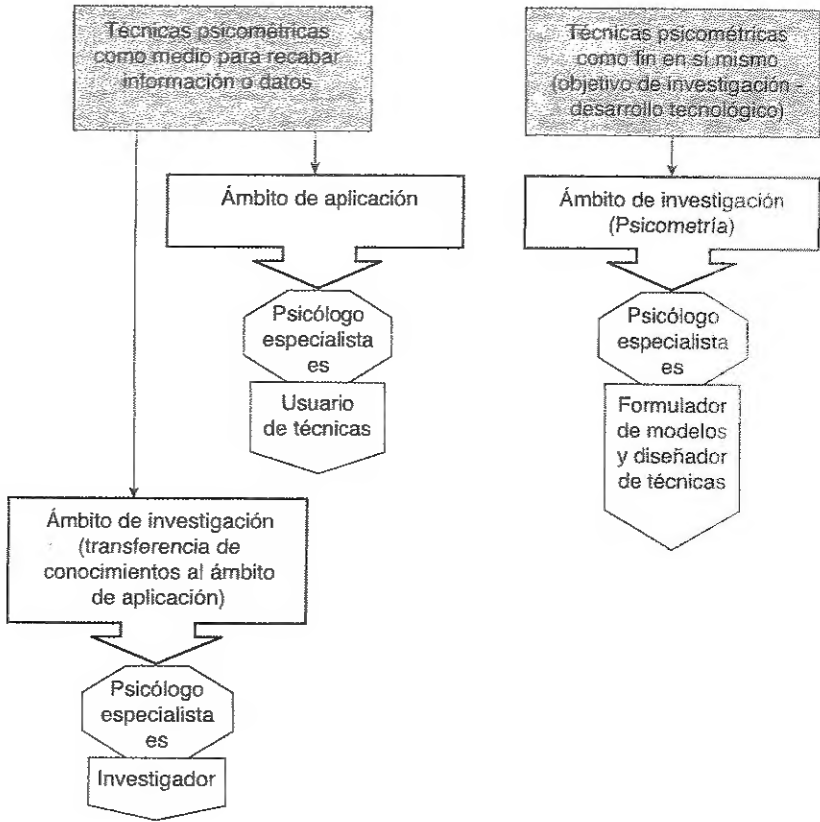 Técnicas psicométricas
como medio para recabar
información o datos
Técnicas psicométricas
como fin en sí mismo
(objetivo de investigación -
desarrollo tecnológico)
Ámbito de aplicación
Ámbito de investigación
(Psicometría)
Psicólogo
especialista
es
Usuario
de técnicas
Psicólogo
especialista
es
Formulador
de modelos
y diseñador
de técnicas
Ámbito de investigación
(transferencia de
conocimientos al ámbito
de aplicación)
Psicólogo
especialista
es
Investigador